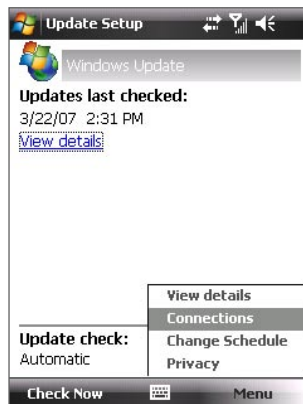 Update Setup
Windows Update
Updates last checked:
3/22/07 2:31 PM
View details
View details
Connections
Change Schedule
Privacy
Update check:
Automatic
Check Now
Menu